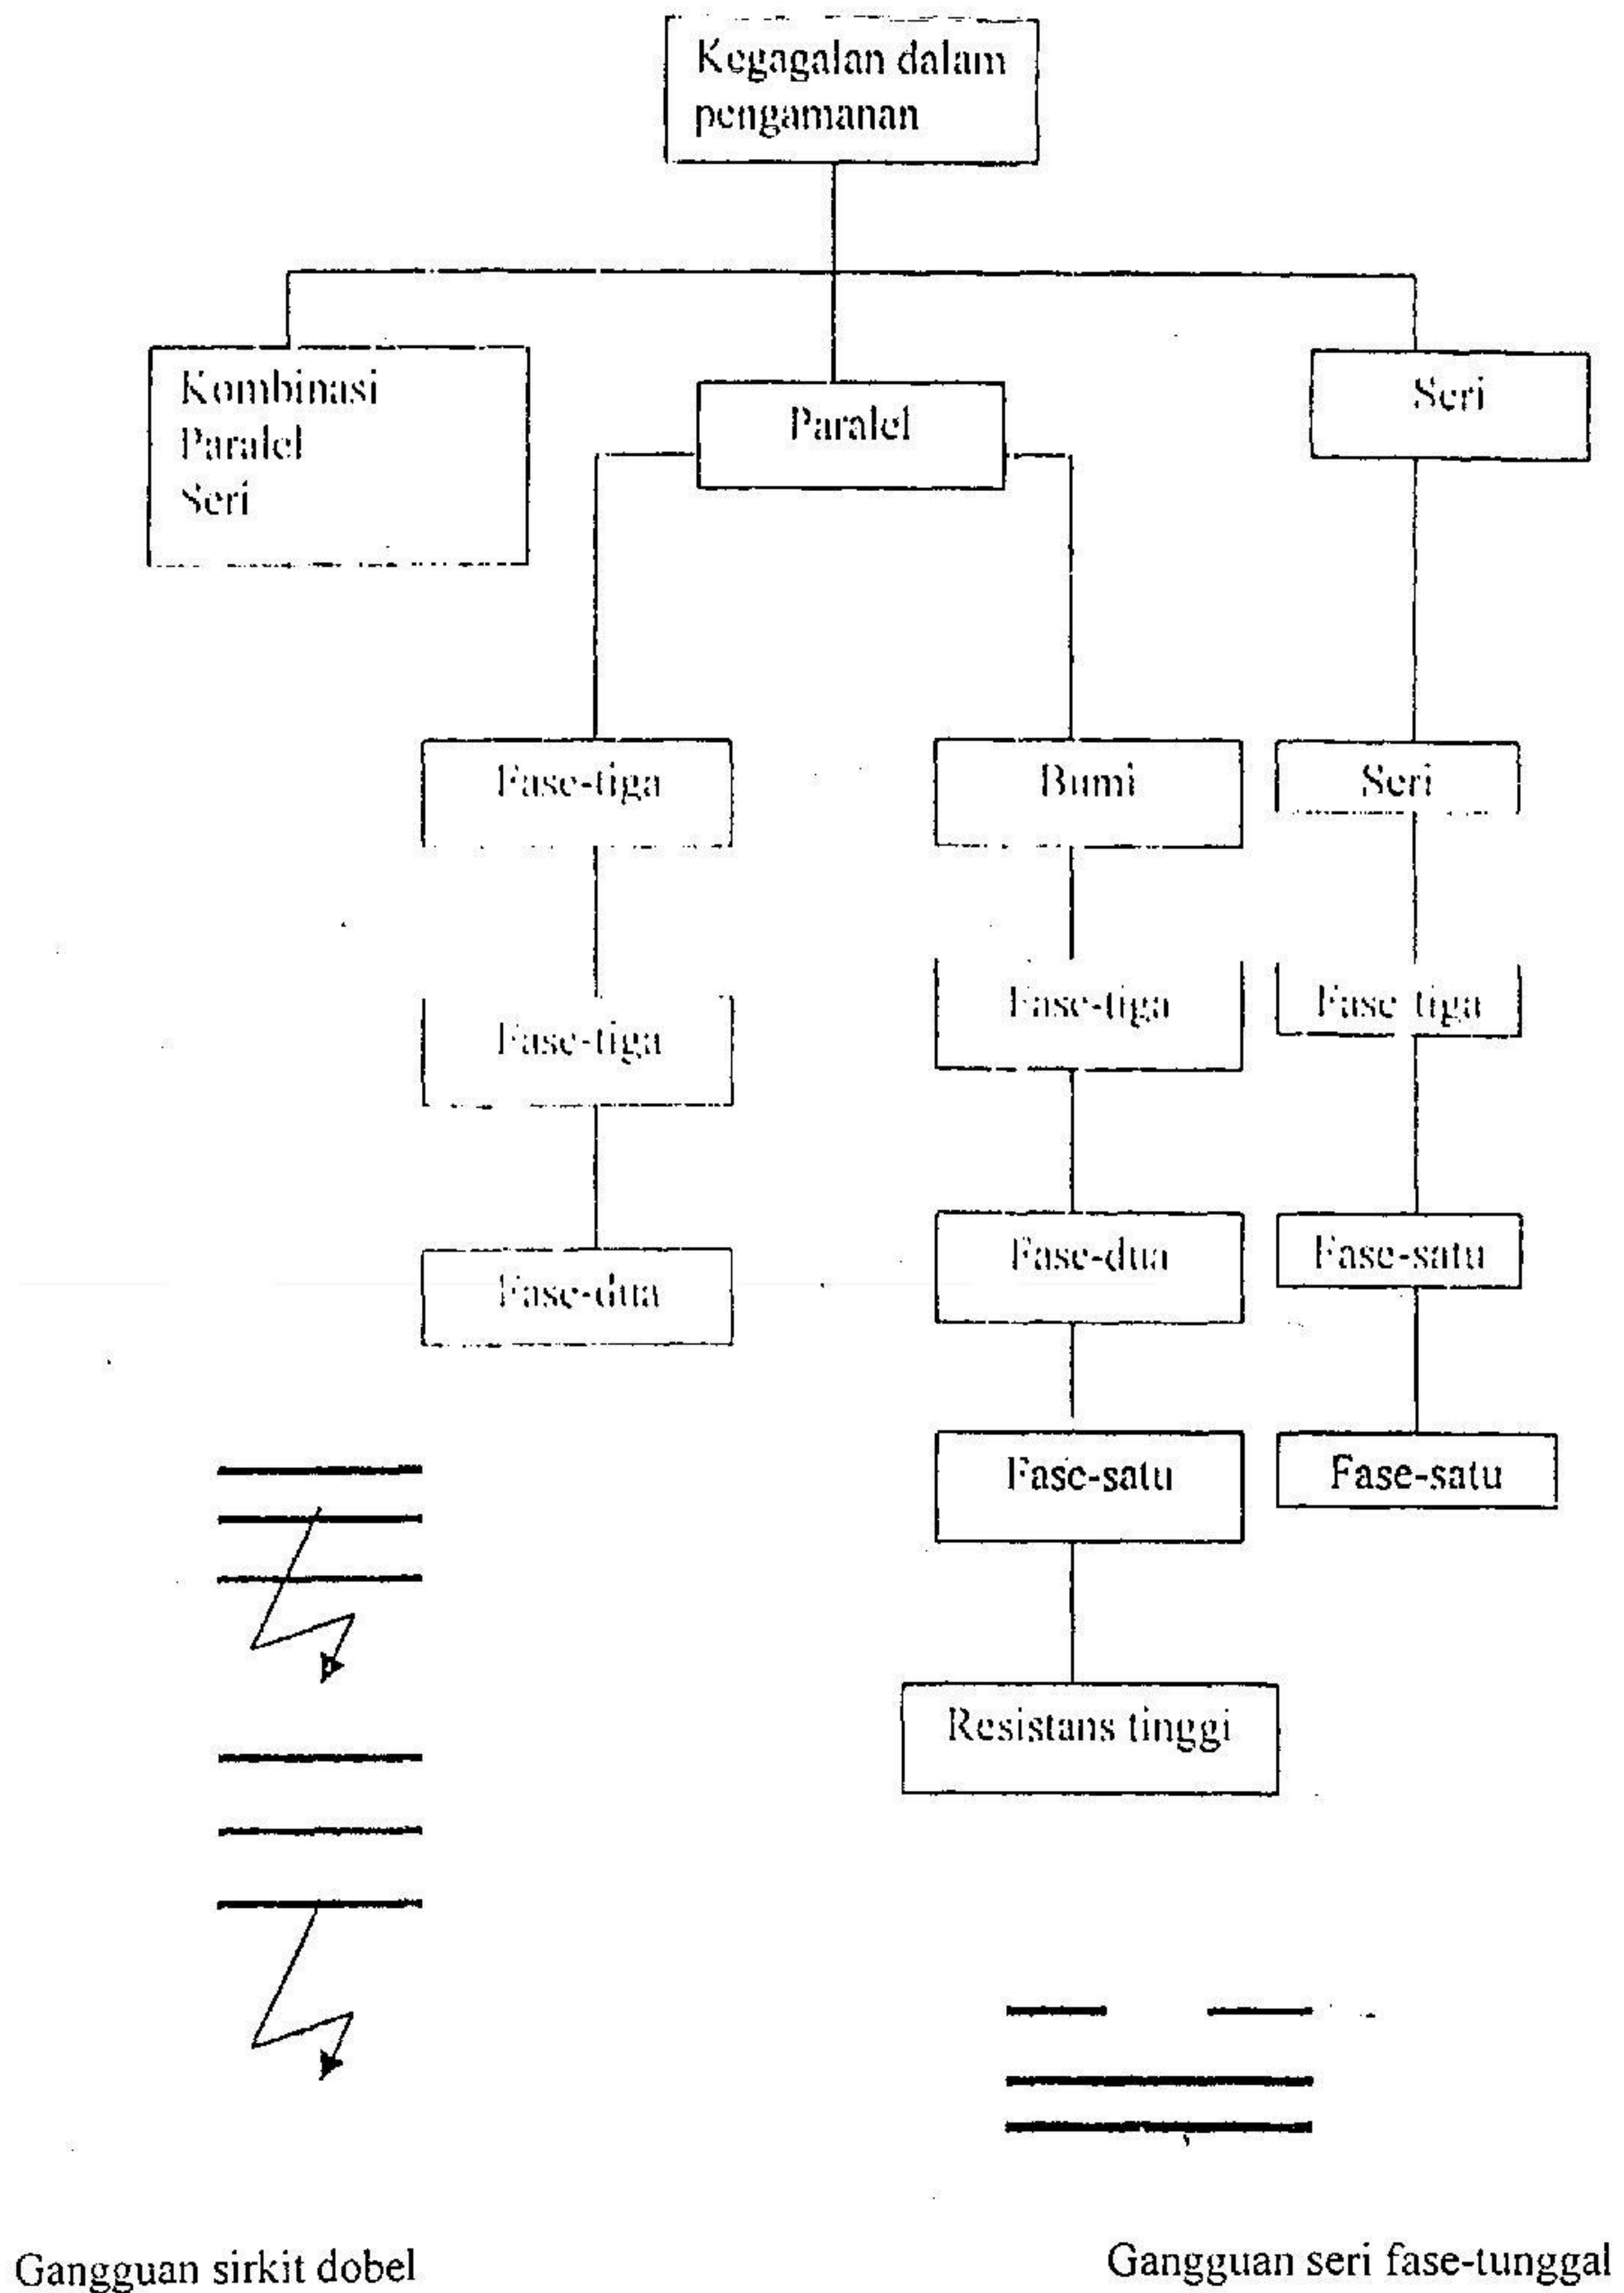 Kegagalan dalam
pengamanan
Kombinasi
Paralel
Seri
Paralel
Seri
Fase-tiga
Bumi
Seri
Fase-tiga
Fase-tiga
Fase tiga
Fase-dua
Fase-dua
Fase-satu
Fase-satu
Fase-satu
Resistans tinggi
Gangguan sirkit dobel
Gangguan seri fase-tunggal